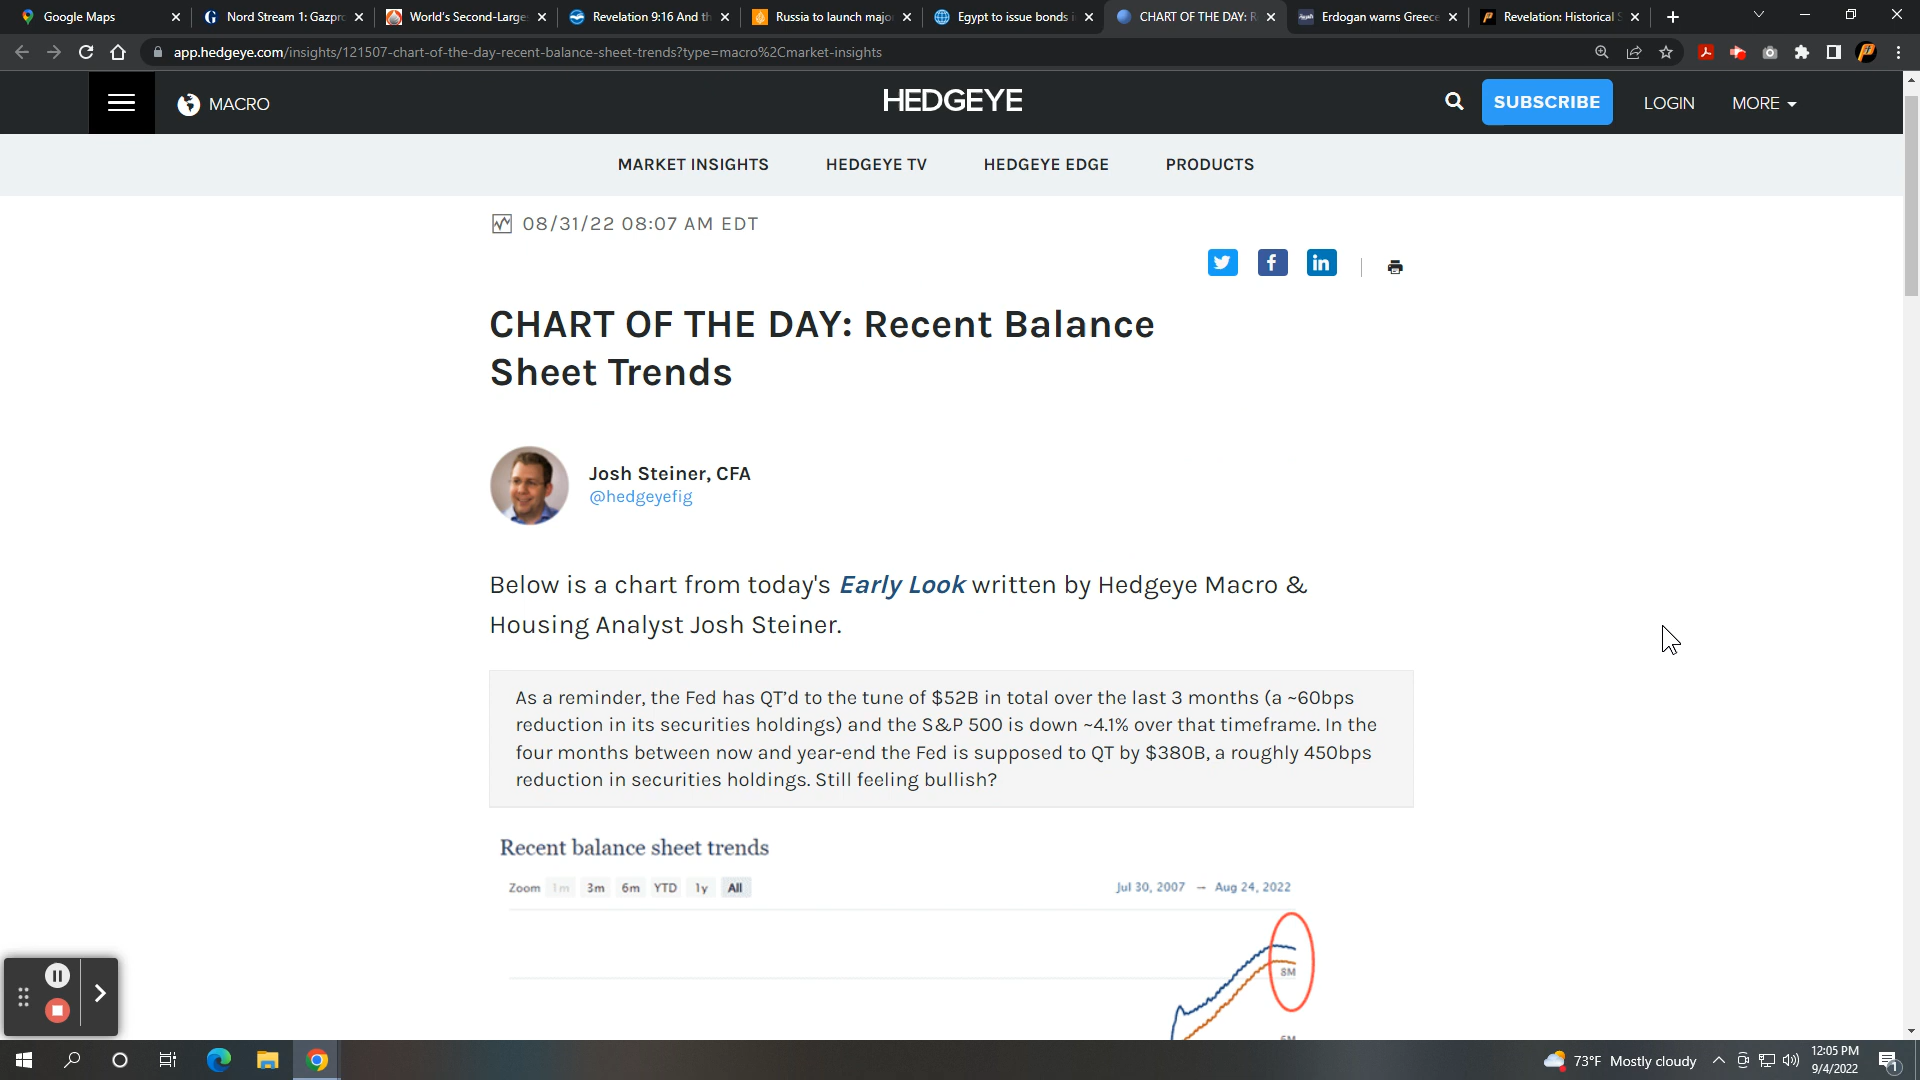 Google Maps
Nord Stream 1: Gazpr
World's Second-Large
Revelation 9:16 And th
Russia to launch majo
Egypt to issue bonds i
CHART OF THE DAY: R
Erdogan warns Greece
Revelation: Historical S
app.hedgeye.com/insights/121507-chart-of-the-day-recent-balance-sheet-trends?type=macro%2Cmarket-insights
MACRO
HEDGEYE
SUBSCRIBE
LOGIN
MORE
MARKET INSIGHTS
HEDGEYE TV
HEDGEYE EDGE
PRODUCTS
08/31/22 08:07 AM EDT
CHART OF THE DAY: Recent Balance
Sheet Trends
Josh Steiner, CFA
@hedgeyefig
Below is a chart from today's Early Look written by Hedgeye Macro &
Housing Analyst Josh Steiner.
As a reminder, the Fed has QT'd to the tune of $52B in total over the last 3 months (a ~60bps
reduction in its securities holdings) and the S&P 500 is down ~4.1% over that timeframe. In the
four months between now and year-end the Fed is supposed to QT by $380B, a roughly 450bps
reduction in securities holdings. Still feeling bullish?
Recent balance sheet trends
Zoom 1m 3m 6m YTD 1y All
Jul 30, 2007 → Aug 24, 2022
8M
73°F Mostly cloudy
12:05 PM
9/4/2022
1